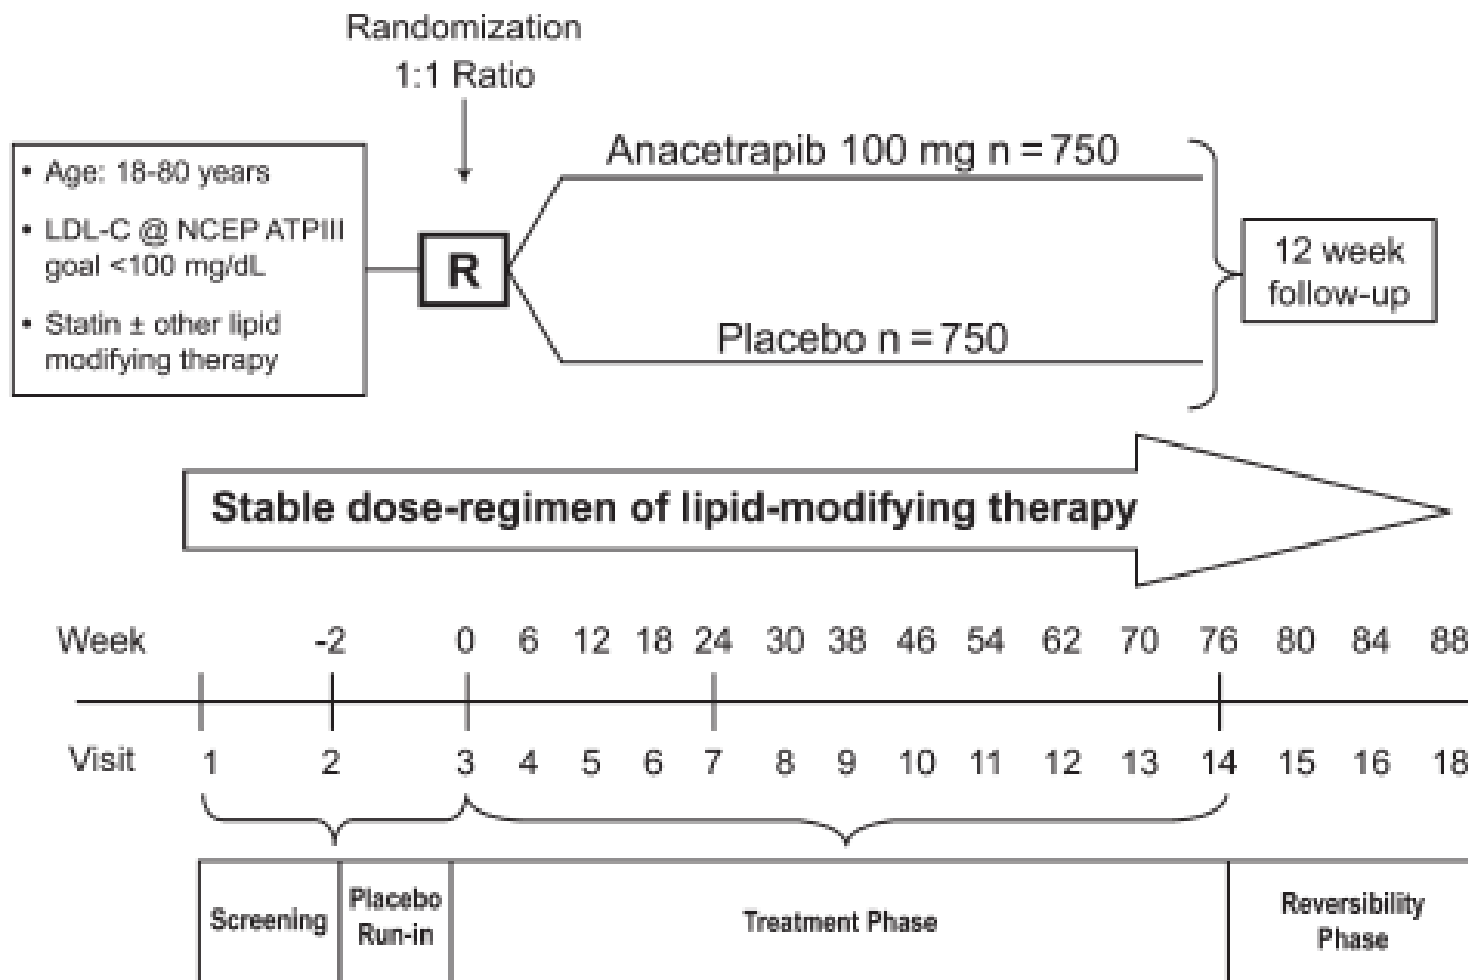 Randomization
1:1 Ratio
• Age: 18-80 years
• LDL-C @ NCEP ATPIII
goal <100 mg/dL
• Statin ± other lipid
modifying therapy
R
Anacetrapib 100 mg n = 750
Placebo n = 750
12 week
follow-up
Stable dose-regimen of lipid-modifying therapy
Week -2 0 6 12 18 24 30 38 46 54 62 70 76 80 84 88
Visit 1 2 3 4 5 6 7 8 9 10 11 12 13 14 15 16 18
Screening
Placebo
Run-in
Treatment Phase
Reversibility
Phase